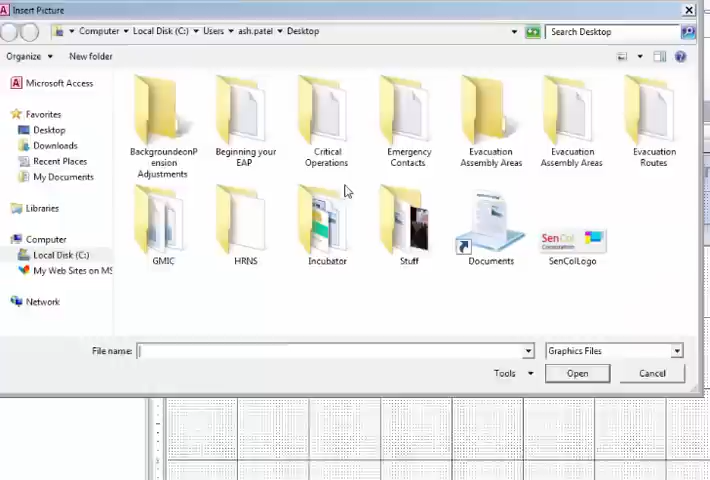 Insert Picture
Computer
Local Disk (C:)
Users
ash.patel
Desktop
Search Desktop
Organize
New folder
Microsoft Access
Favorites
Desktop
Downloads
Recent Places
My Documents
Libraries
Computer
Local Disk (C:)
My Web Sites on MS
Network
BackgroundeonP
ension
Adjustments
Beginning your
EAP
Critical
Operations
Emergency
Contacts
Evacuation
Assembly Areas
Evacuation
Assembly Areas
Evacuation
Routes
GMIC
HRNS
Incubator
Stuff
Documents
SenCol
Corporation
SenColLogo
File name:
Graphics Files
Tools
Open
Cancel